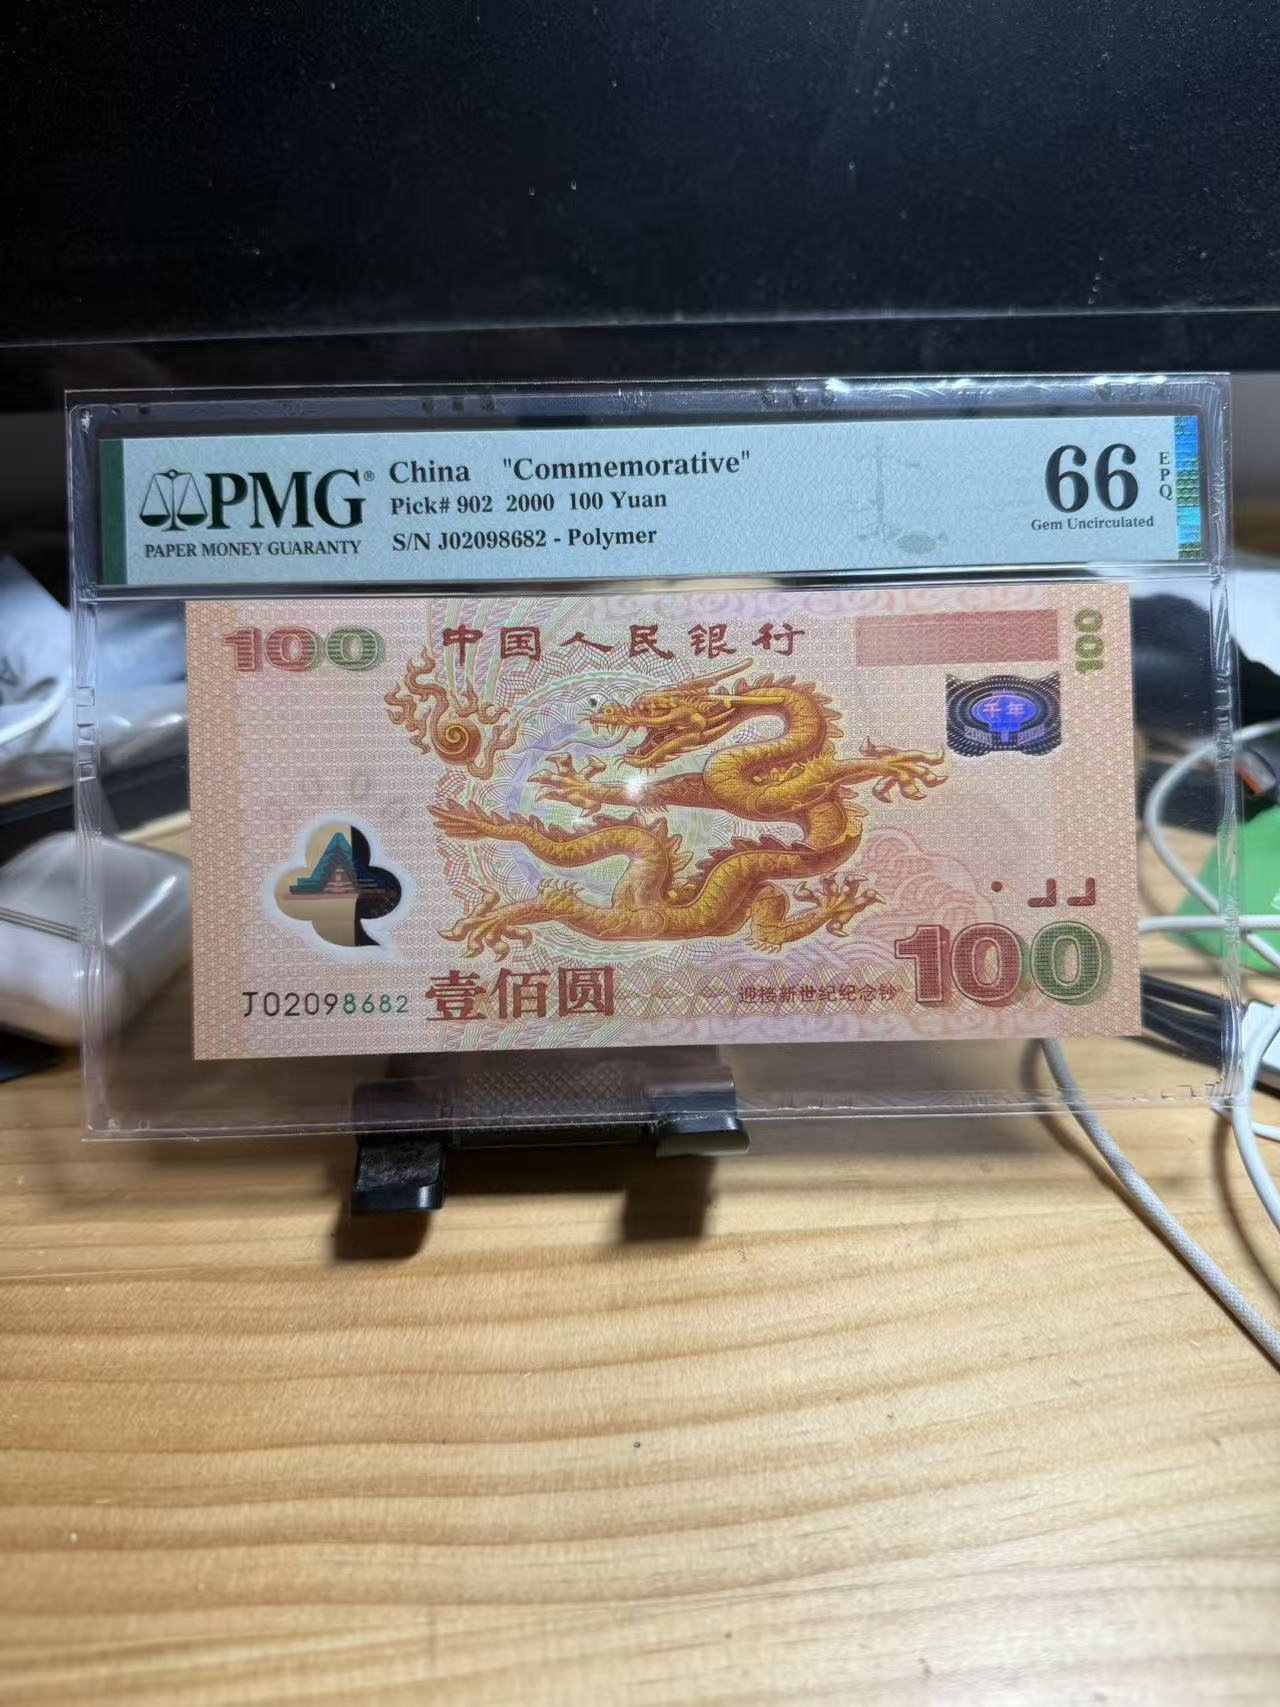 PMG®
PAPER MONEY GUARANTY
China "Commemorative"
Pick# 902 2000 100 Yuan
S/N J02098682 - Polymer
66
EPQ
Gem Uncirculated
100
中国人民银行
100
千年
J02098682
壹佰圆
迎接新世纪纪念钞
100